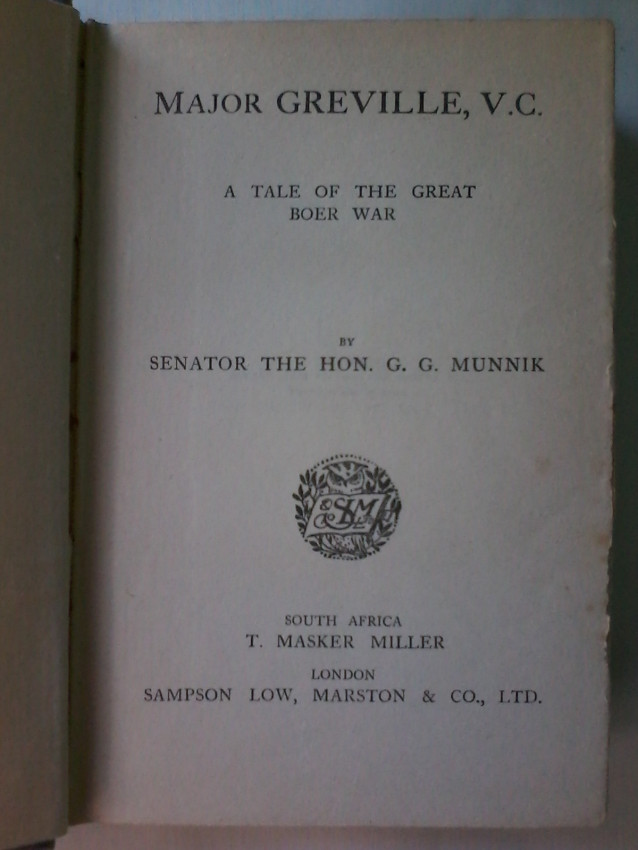 MAJOR GREVILLE, V.C.
A TALE OF THE GREAT
BOER WAR
BY
SENATOR THE HON. G. G. MUNNIK
SOUTH AFRICA
T. MASKER MILLER
LONDON
SAMPSON LOW, MARSTON & CO., LTD.